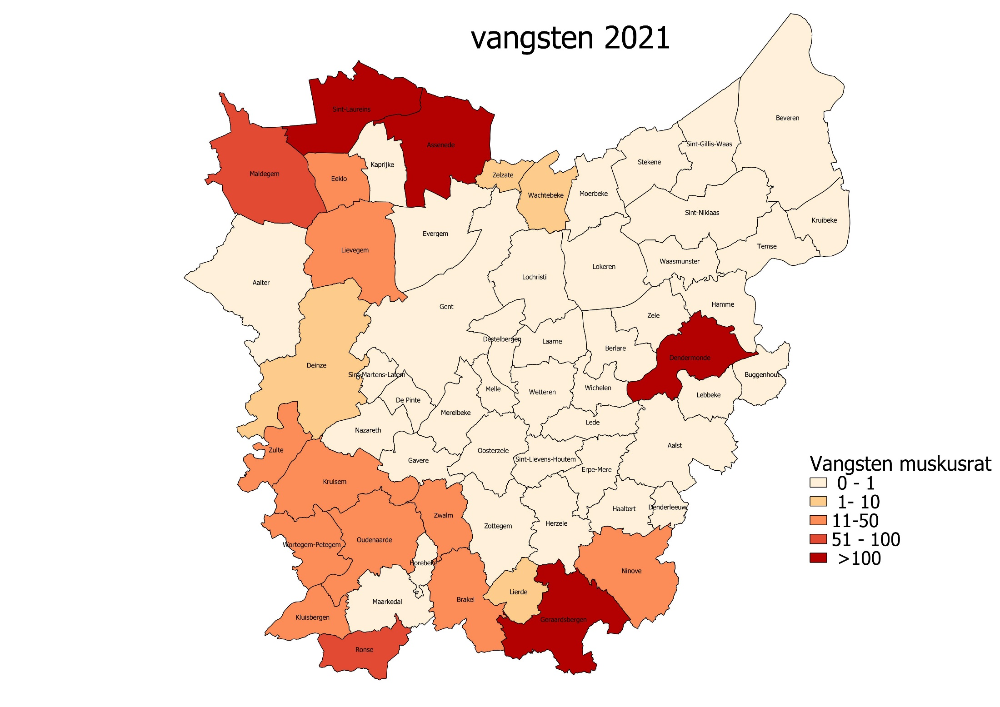 vangsten 2021
Sint-Laureins
Beveren
Assenede
Sint-Gillis-Waas
Stekene
Kaprijke
Maldegem
Zelzate
Eeklo
Moerbeke
Wachtebeke
Sint-Niklaas
Kruibeke
Evergem
Temse
Lievegem
Waasmunster
Lokeren
Lochristi
Aalter
Hamme
Gent
Zele
Destelbergen
Laarne
Berlare
Dendermonde
Deinze
Sint-Martens-Latem
Buggenhout
Wichelen
Melle
Wetteren
Lebbeke
De Pinte
Merelbeke
Lede
Nazareth
Aalst
Zulte
Oosterzele
Sint-Lievens-Houtem
Gavere
Erpe-Mere
Kruisem
Denderleeuw
Haaltert
Zwalm
Herzele
Zottegem
Oudenaarde
Wortegem-Petegem
Horebeke
Ninove
Lierde
Brakel
Maarkedal
Kluisbergen
Geraardsbergen
Ronse
Vangsten muskusrat
0 - 1
1- 10
11-50
51 - 100
>100